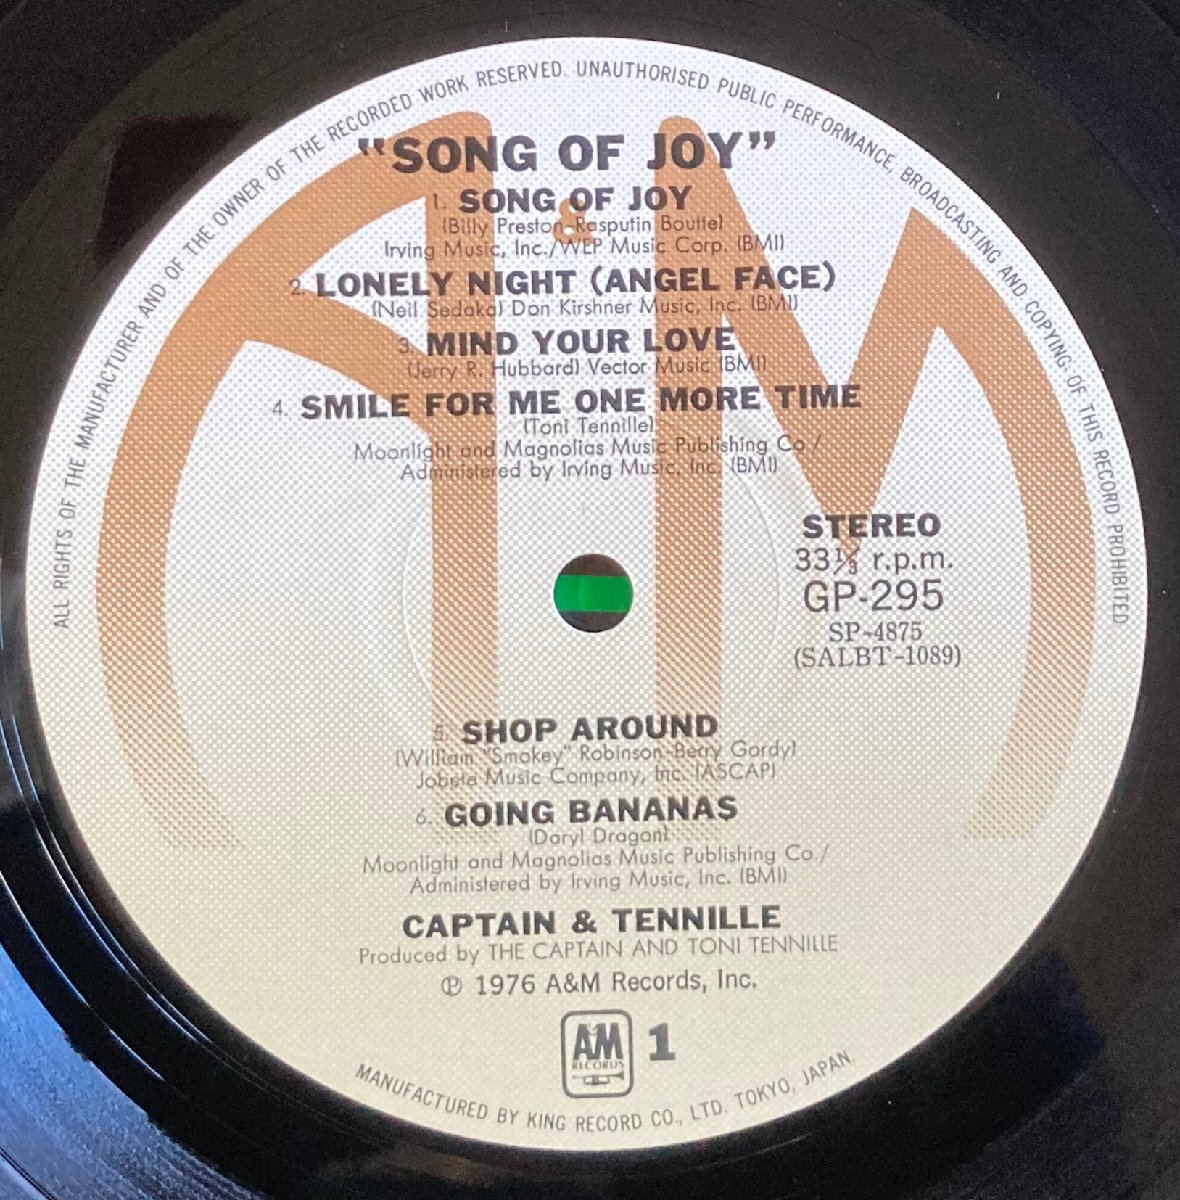 ALL RIGHTS OF THE MANUFACTURER AND OF THE OWNER OF THE RECORDED WORK RESERVED. UNAUTHORISED PUBLIC PERFORMANCE, BROADCASTING AND COPYING OF THIS RECORD PROHIBITED
"SONG OF JOY"
1. SONG OF JOY
(Billy Preston-Rasputin Bouttel
Irving Music, Inc./WEP Music Corp. (BMI)
2. LONELY NIGHT (ANGEL FACE)
(Neil Sedaka) Don Kirshner Music, Inc. (BMI)
3. MIND YOUR LOVE
(Jerry R. Hubbard) Vector Music (BMI)
4. SMILE FOR ME ONE MORE TIME
(Toni Tennille)
Moonlight and Magnolias Music Publishing Co./
Administered by Irving Music, Inc. (BMI)
STEREO
33⅓ r.p.m.
GP-295
SP-4875
(SALBT-1089)
5. SHOP AROUND
(William "Smokey" Robinson-Berry Gordy)
Jobete Music Company, Inc. (ASCAP)
6. GOING BANANAS
(Daryl Dragon)
Moonlight and Magnolias Music Publishing Co./
Administered by Irving Music, Inc. (BMI)
CAPTAIN & TENNILLE
Produced by THE CAPTAIN AND TONI TENNILLE
℗ 1976 A&M Records, Inc.
A&M RECORDS 1
MANUFACTURED BY KING RECORD CO., LTD. TOKYO, JAPAN.